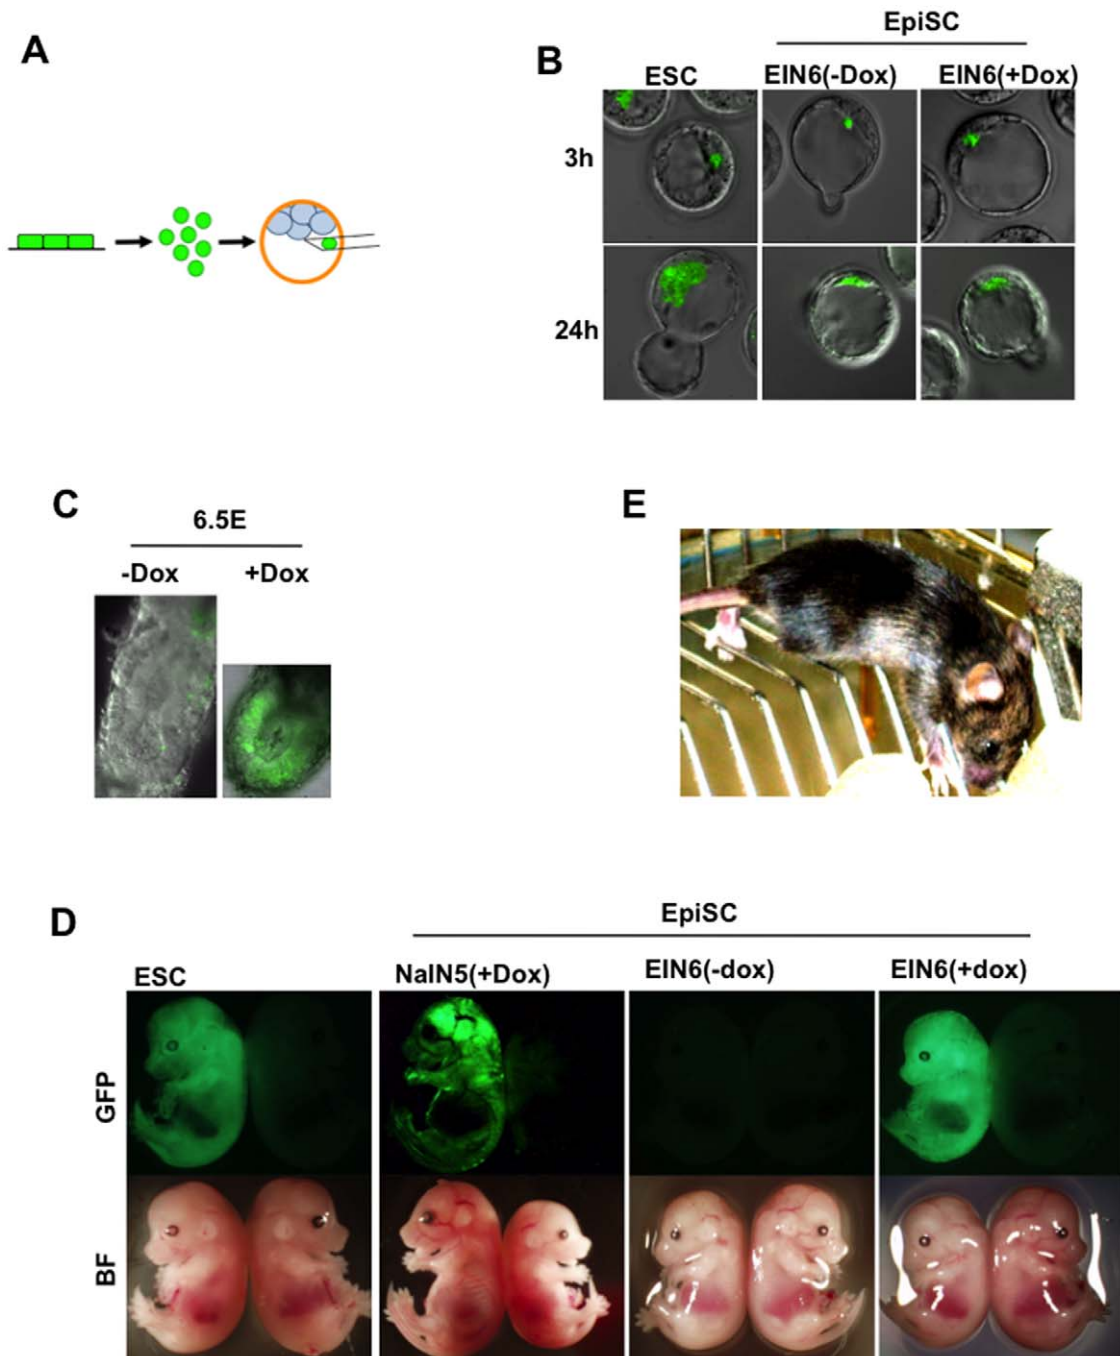 A
B
EpiSC
ESC
EIN6(-Dox)
EIN6(+Dox)
3h
24h
C
6.5E
-Dox
+Dox
E
D
EpiSC
ESC
NaIN5(+Dox)
EIN6(-dox)
EIN6(+dox)
GFP
BF